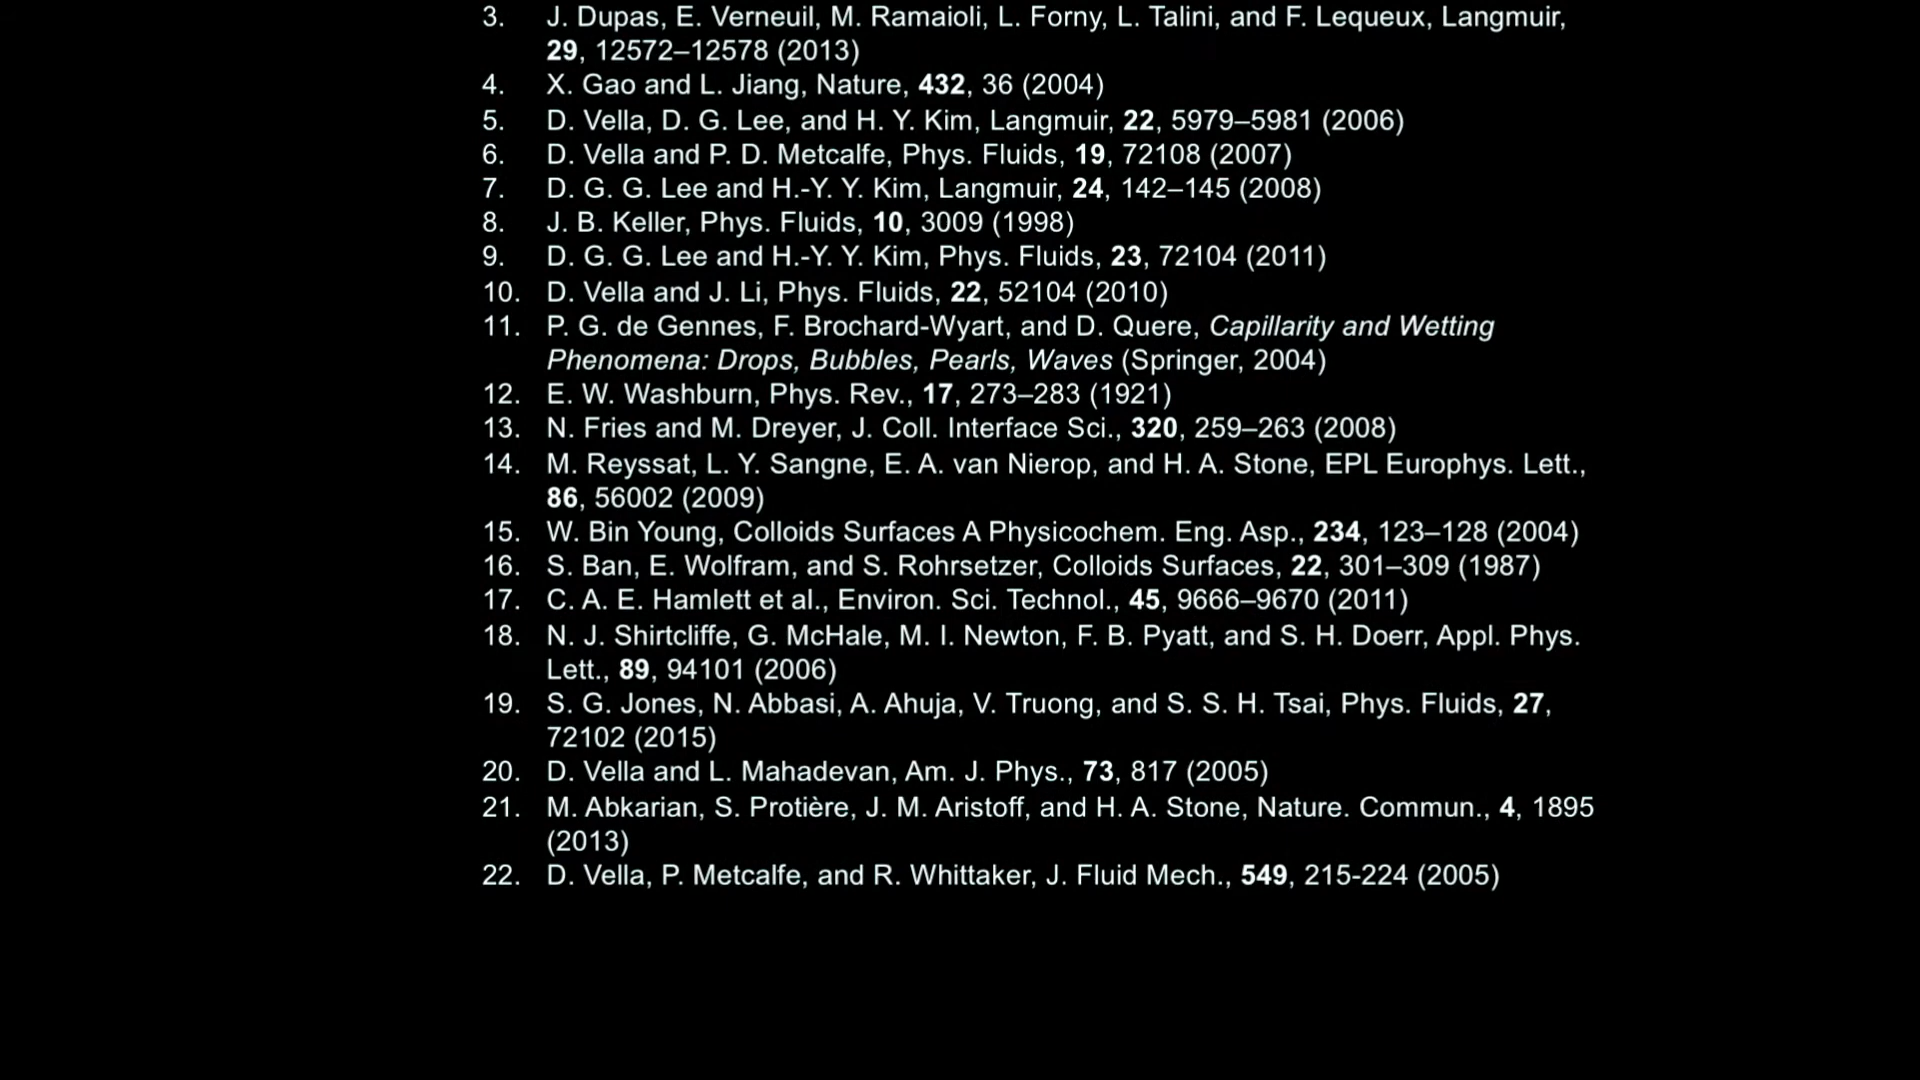 3. J. Dupas, E. Verneuil, M. Ramaioli, L. Forny, L. Talini, and F. Lequeux, Langmuir,
29, 12572–12578 (2013)
4. X. Gao and L. Jiang, Nature, 432, 36 (2004)
5. D. Vella, D. G. Lee, and H. Y. Kim, Langmuir, 22, 5979–5981 (2006)
6. D. Vella and P. D. Metcalfe, Phys. Fluids, 19, 72108 (2007)
7. D. G. G. Lee and H.-Y. Y. Kim, Langmuir, 24, 142–145 (2008)
8. J. B. Keller, Phys. Fluids, 10, 3009 (1998)
9. D. G. G. Lee and H.-Y. Y. Kim, Phys. Fluids, 23, 72104 (2011)
10. D. Vella and J. Li, Phys. Fluids, 22, 52104 (2010)
11. P. G. de Gennes, F. Brochard-Wyart, and D. Quere, Capillarity and Wetting
Phenomena: Drops, Bubbles, Pearls, Waves (Springer, 2004)
12. E. W. Washburn, Phys. Rev., 17, 273–283 (1921)
13. N. Fries and M. Dreyer, J. Coll. Interface Sci., 320, 259–263 (2008)
14. M. Reyssat, L. Y. Sangne, E. A. van Nierop, and H. A. Stone, EPL Europhys. Lett.,
86, 56002 (2009)
15. W. Bin Young, Colloids Surfaces A Physicochem. Eng. Asp., 234, 123–128 (2004)
16. S. Ban, E. Wolfram, and S. Rohrsetzer, Colloids Surfaces, 22, 301–309 (1987)
17. C. A. E. Hamlett et al., Environ. Sci. Technol., 45, 9666–9670 (2011)
18. N. J. Shirtcliffe, G. McHale, M. I. Newton, F. B. Pyatt, and S. H. Doerr, Appl. Phys.
Lett., 89, 94101 (2006)
19. S. G. Jones, N. Abbasi, A. Ahuja, V. Truong, and S. S. H. Tsai, Phys. Fluids, 27,
72102 (2015)
20. D. Vella and L. Mahadevan, Am. J. Phys., 73, 817 (2005)
21. M. Abkarian, S. Protière, J. M. Aristoff, and H. A. Stone, Nature. Commun., 4, 1895
(2013)
22. D. Vella, P. Metcalfe, and R. Whittaker, J. Fluid Mech., 549, 215-224 (2005)